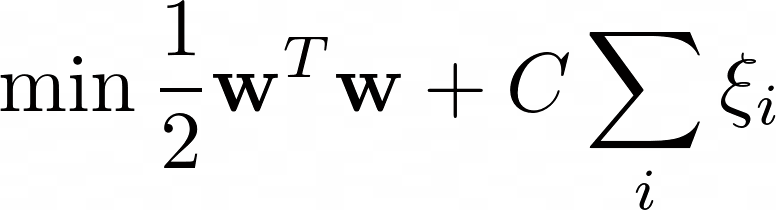 min 1/2 w^T w + C ∑_i ξ_i